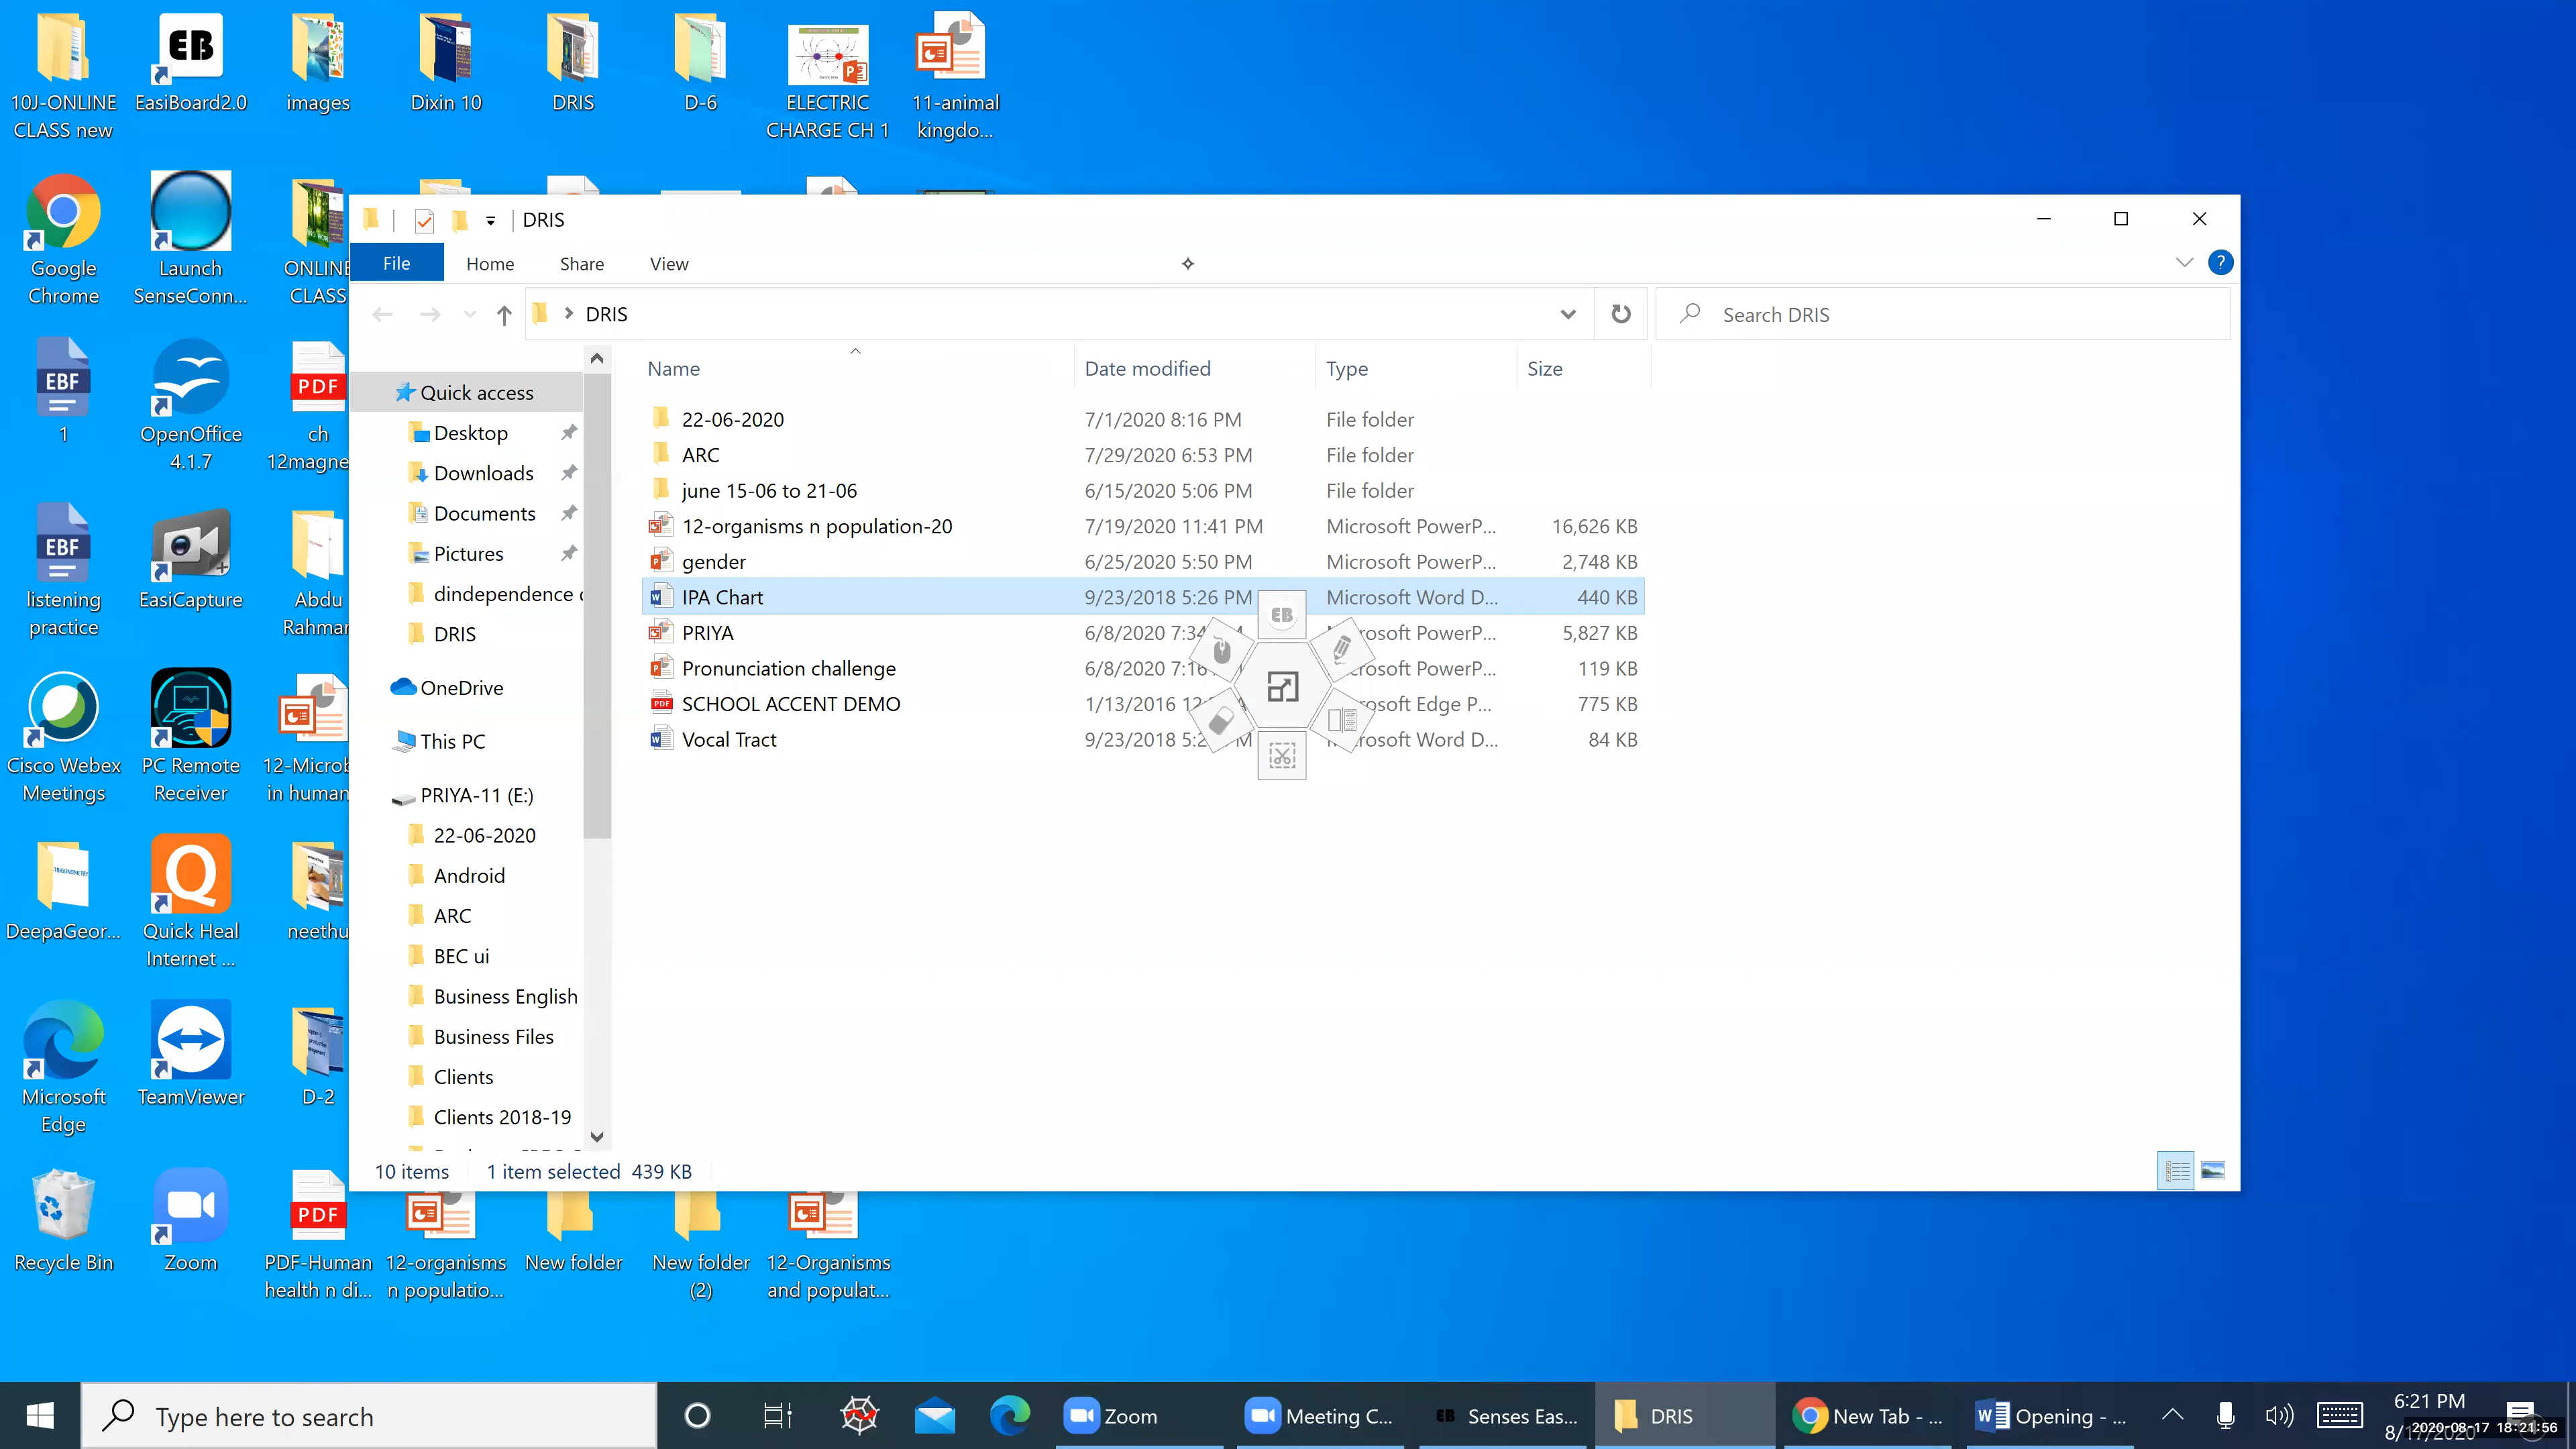 10J-ONLINE
CLASS new
EB
EasiBoard2.0
images
Dixin 10
DRIS
D-6
ELECTRIC
CHARGE CH 1
11-animal
kingdo...
Google
Chrome
Launch
SenseConn...
ONLINE
CLASS
EBF
1
OpenOffice
4.1.7
PDF
ch
12magne
EBF
listening
practice
EasiCapture
Abdu
Rahmar
Cisco Webex
Meetings
PC Remote
Receiver
12-Microb
in human
TRIGONOMETRY
DeepaGeor...
Quick Heal
Internet ...
neethu
Microsoft
Edge
TeamViewer
D-2
Recycle Bin
Zoom
PDF
PDF-Human
health n di...
12-organisms
n populatio...
New folder
New folder
(2)
12-Organisms
and populat...
DRIS
File Home Share View
DRIS
Search DRIS
Quick access
Desktop
Downloads
Documents
Pictures
dindependence
DRIS
OneDrive
This PC
PRIYA-11 (E:)
22-06-2020
Android
ARC
BEC ui
Business English
Business Files
Clients
Clients 2018-19
Name Date modified Type Size
22-06-2020 7/1/2020 8:16 PM File folder
ARC 7/29/2020 6:53 PM File folder
june 15-06 to 21-06 6/15/2020 5:06 PM File folder
12-organisms n population-20 7/19/2020 11:41 PM Microsoft PowerP... 16,626 KB
gender 6/25/2020 5:50 PM Microsoft PowerP... 2,748 KB
IPA Chart 9/23/2018 5:26 PM Microsoft Word D... 440 KB
EB
PRIYA 6/8/2020 7:34 rosoft PowerP... 5,827 KB
Pronunciation challenge 6/8/2020 7:16 rosoft PowerP... 119 KB
SCHOOL ACCENT DEMO 1/13/2016 12: rosoft Edge P... 775 KB
Vocal Tract 9/23/2018 5:2 M rosoft Word D... 84 KB
10 items 1 item selected 439 KB
Type here to search
Zoom
Meeting C...
EB Senses Eas...
DRIS
New Tab - ...
Opening - ...
6:21 PM
2020-08-17 18:21:56